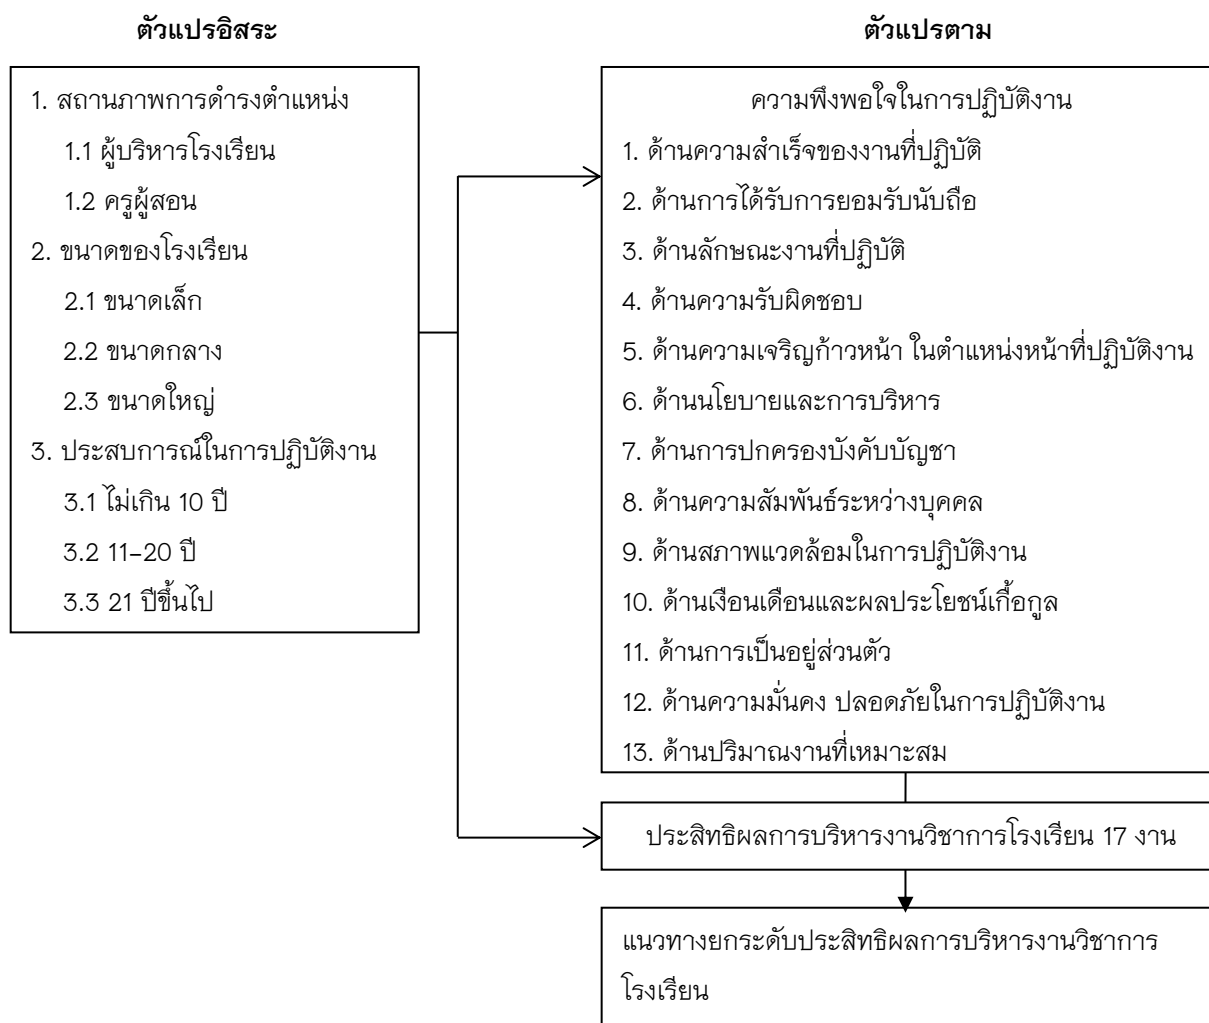 ตัวแปรอิสระ
1. สถานภาพการดำรงตำแหน่ง
1.1 ผู้บริหารโรงเรียน
1.2 ครูผู้สอน
2. ขนาดของโรงเรียน
2.1 ขนาดเล็ก
2.2 ขนาดกลาง
2.3 ขนาดใหญ่
3. ประสบการณ์ในการปฏิบัติงาน
3.1 ไม่เกิน 10 ปี
3.2 11–20 ปี
3.3 21 ปีขึ้นไป
ตัวแปรตาม
ความพึงพอใจในการปฏิบัติงาน
1. ด้านความสำเร็จของงานที่ปฏิบัติ
2. ด้านการได้รับการยอมรับนับถือ
3. ด้านลักษณะงานที่ปฏิบัติ
4. ด้านความรับผิดชอบ
5. ด้านความเจริญก้าวหน้า ในตำแหน่งหน้าที่ปฏิบัติงาน
6. ด้านนโยบายและการบริหาร
7. ด้านการปกครองบังคับบัญชา
8. ด้านความสัมพันธ์ระหว่างบุคคล
9. ด้านสภาพแวดล้อมในการปฏิบัติงาน
10. ด้านเงือนเดือนและผลประโยชน์เกื้อกูล
11. ด้านการเป็นอยู่ส่วนตัว
12. ด้านความมั่นคง ปลอดภัยในการปฏิบัติงาน
13. ด้านปริมาณงานที่เหมาะสม
ประสิทธิผลการบริหารงานวิชาการโรงเรียน 17 งาน
แนวทางยกระดับประสิทธิผลการบริหารงานวิชาการ
โรงเรียน